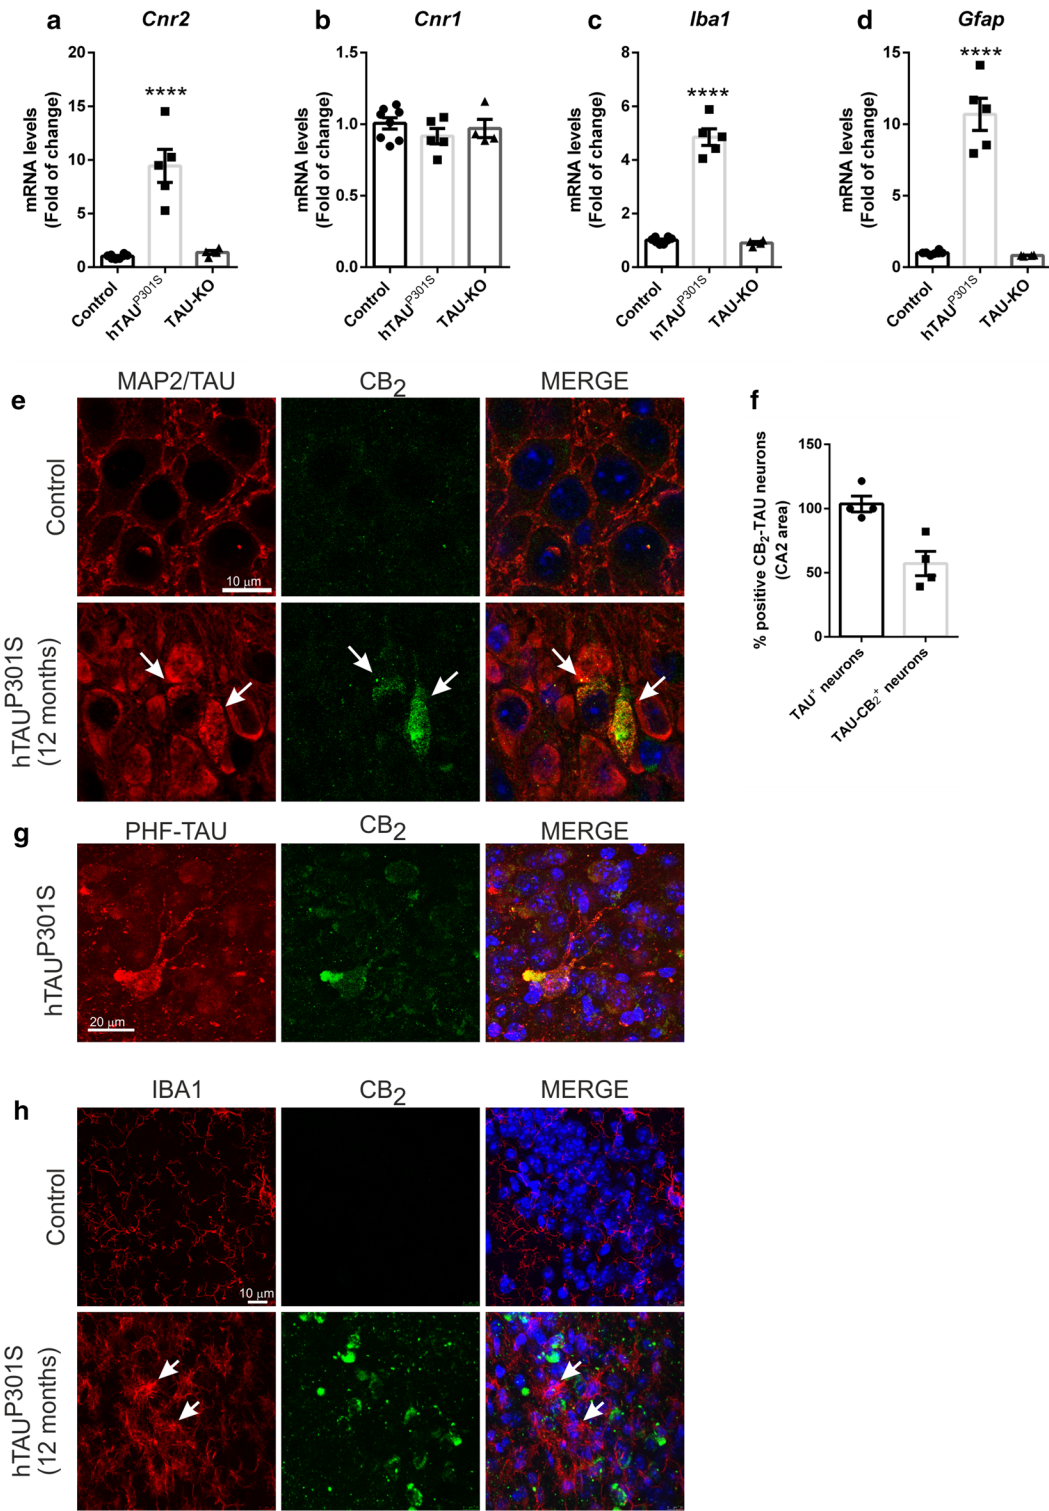 a
Cnr2
mRNA levels
(Fold of change)
20
15
10
5
0
****
Control
hTAUP301S
TAU-KO
b
Cnr1
mRNA levels
(Fold of change)
1.5
1.0
0.5
0.0
Control
hTAUP301S
TAU-KO
c
Iba1
mRNA levels
(Fold of change)
8
6
4
2
0
****
Control
hTAUP301S
TAU-KO
d
Gfap
mRNA levels
(Fold of change)
15
10
5
0
****
Control
hTAUP301S
TAU-KO
e
MAP2/TAU
CB2
MERGE
Control
10 μm
hTAUP301S
(12 months)
f
% positive CB2-TAU neurons
(CA2 area)
150
100
50
0
TAU+ neurons
TAU-CB2+ neurons
g
PHF-TAU
CB2
MERGE
hTAUP301S
20 μm
h
IBA1
CB2
MERGE
Control
10 μm
hTAUP301S
(12 months)